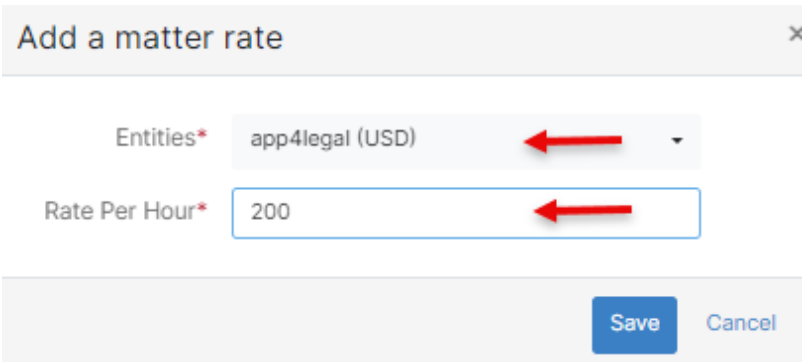 Add a matter rate ×
Entities* app4legal (USD)
Rate Per Hour* 200
Save Cancel